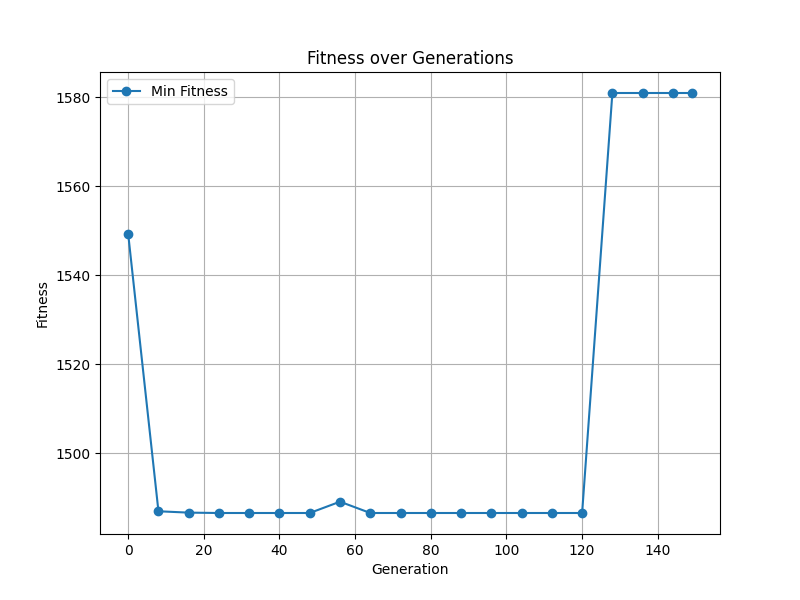 Fitness over Generations
Min Fitness
Fitness
1580
1560
1540
1520
1500
0 20 40 60 80 100 120 140
Generation